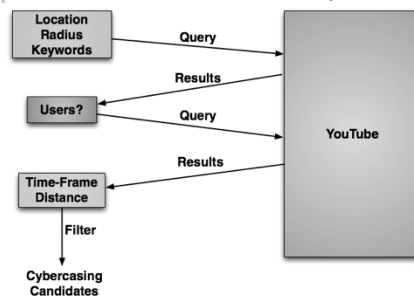 Location
Radius
Keywords
Query
Results
Users?
Query
YouTube
Results
Time-Frame
Distance
Filter
Cybercasing
Candidates